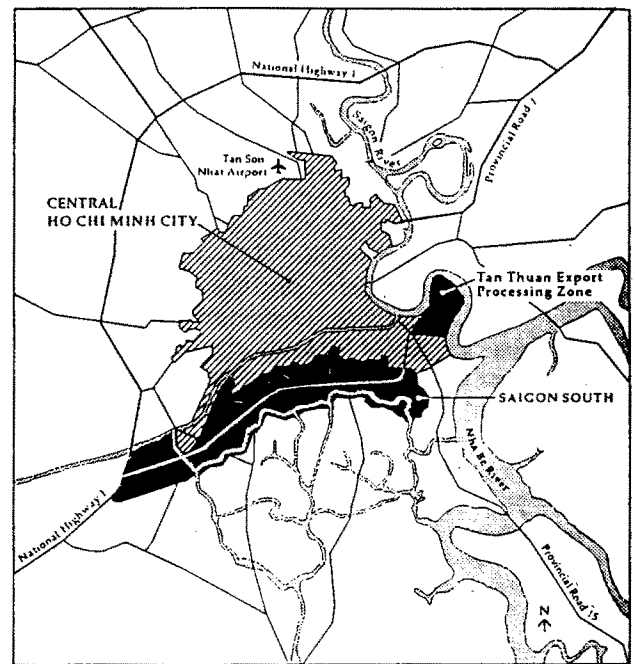 National Highway 1
Saigon River
Provincial Road 1
Tan Son
Nhat Airport
CENTRAL
HO CHI MINH CITY
Tan Thuan Export
Processing Zone
SAIGON SOUTH
Nha Be River
National Highway 1
Provincial Road 15
N